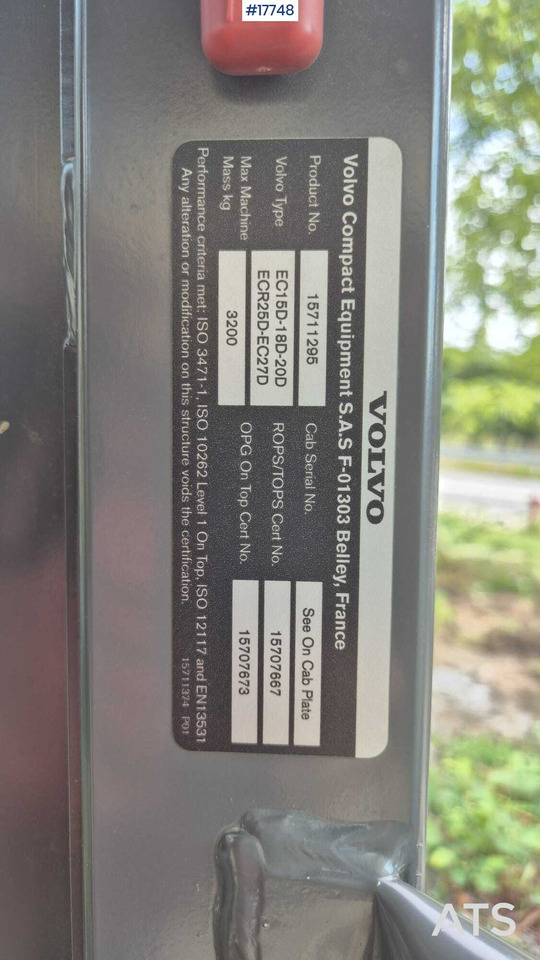 #17748
VOLVO
Volvo Compact Equipment S.A.S F-01303 Belley, France
Product No. 15711295 Cab Serial No. See On Cab Plate
Volvo Type EC15D-18D-20D ECR25D-EC27D ROPS/TOPS Cert No. 15707667
Max Machine Mass kg 3200 OPG On Top Cert No. 15707673
Performance criteria met: ISO 3471-1, ISO 10262 Level 1 On Top, ISO 12117 and EN13531
Any alteration or modification on this structure voids the certification.
15711374 P01
ATS